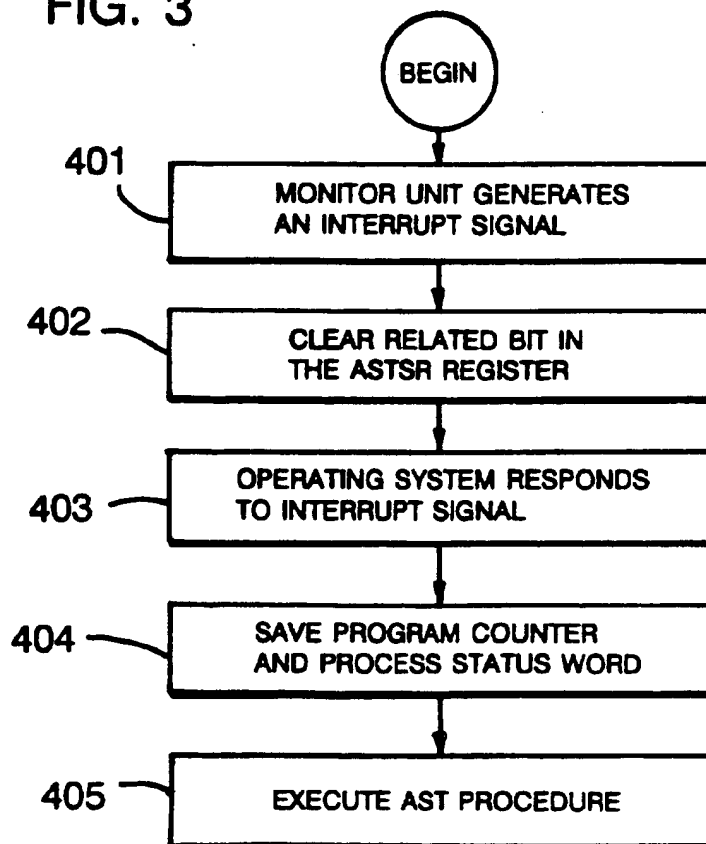 FIG. 3
BEGIN
401
MONITOR UNIT GENERATES
AN INTERRUPT SIGNAL
402
CLEAR RELATED BIT IN
THE ASTSR REGISTER
403
OPERATING SYSTEM RESPONDS
TO INTERRUPT SIGNAL
404
SAVE PROGRAM COUNTER
AND PROCESS STATUS WORD
405
EXECUTE AST PROCEDURE